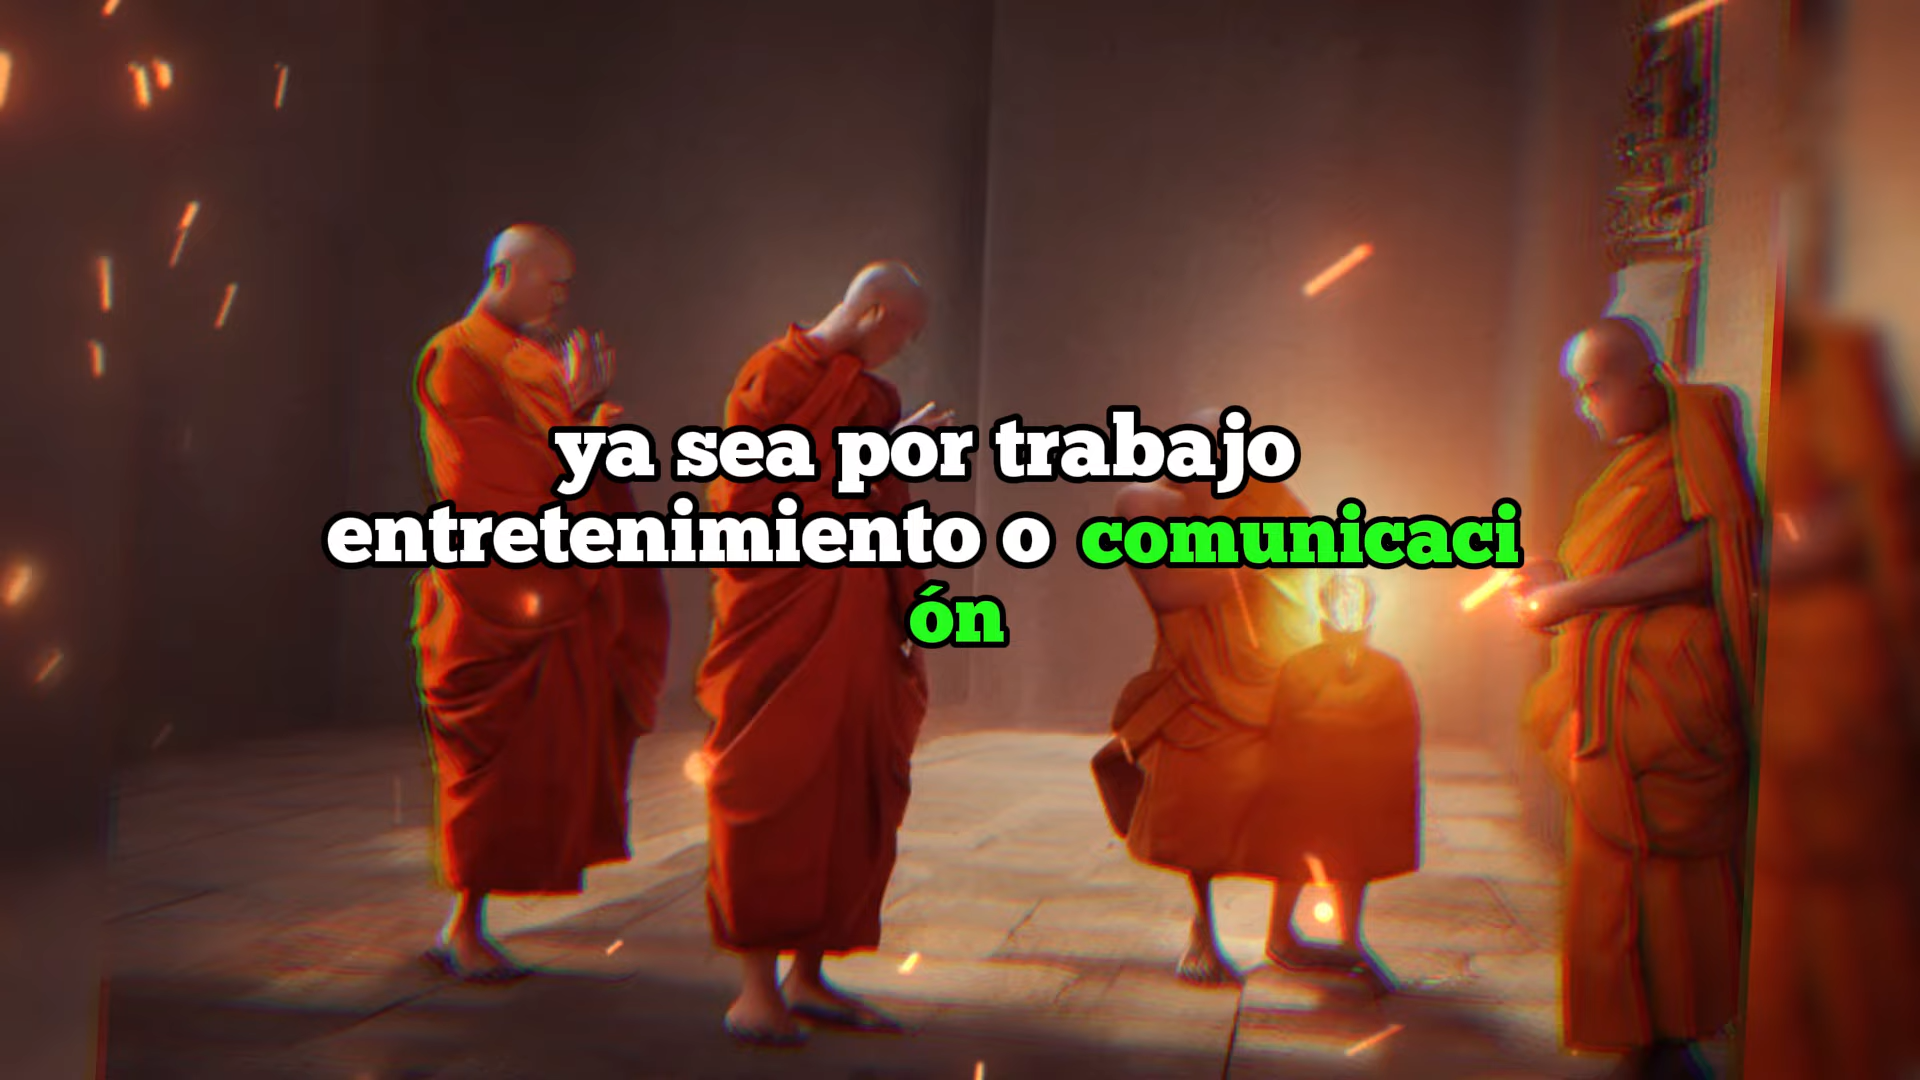 ya sea por trabajo
entretenimiento o comunicaci
ón